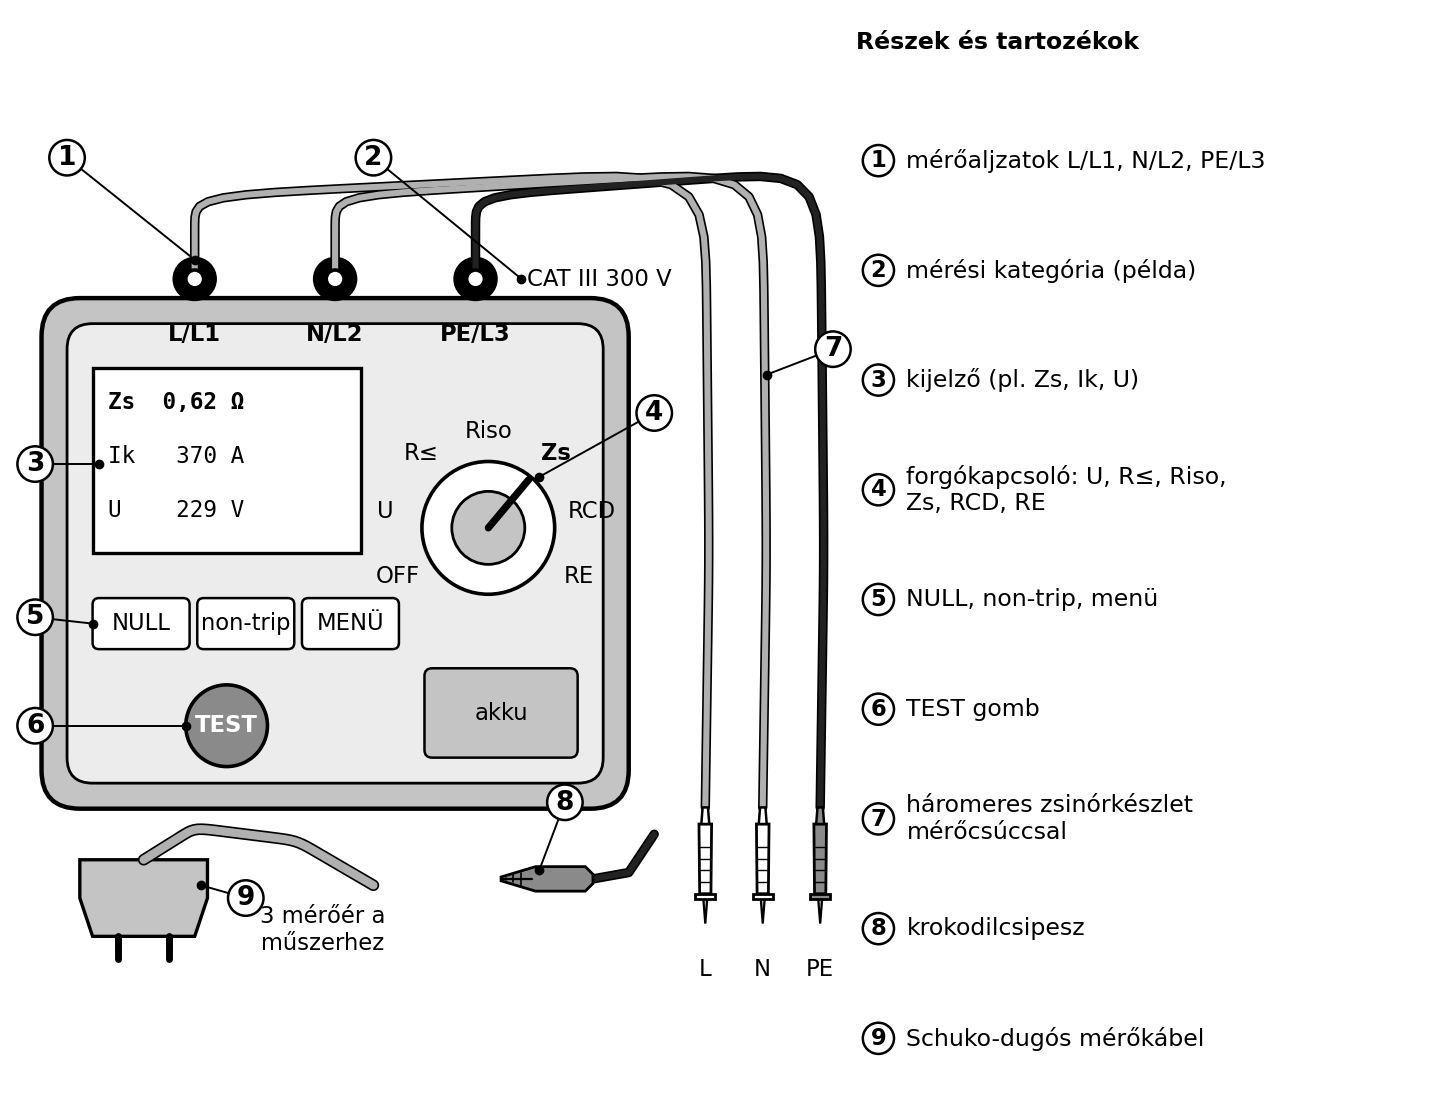 Részek és tartozékok
1
2
CAT III 300 V
L/L1 N/L2 PE/L3
Zs 0,62 Ω
Ik 370 A
U 229 V
3
4
Riso
R≤
Zs
U
RCD
OFF
RE
5
NULL non-trip MENÜ
6
TEST
akku
7
8
9
3 mérőér a
műszerhez
L N PE
1 mérőaljzatok L/L1, N/L2, PE/L3
2 mérési kategória (példa)
3 kijelző (pl. Zs, Ik, U)
4 forgókapcsoló: U, R≤, Riso,
Zs, RCD, RE
5 NULL, non-trip, menü
6 TEST gomb
7 háromeres zsinórkészlet
mérőcsúccsal
8 krokodilcsipesz
9 Schuko-dugós mérőkábel